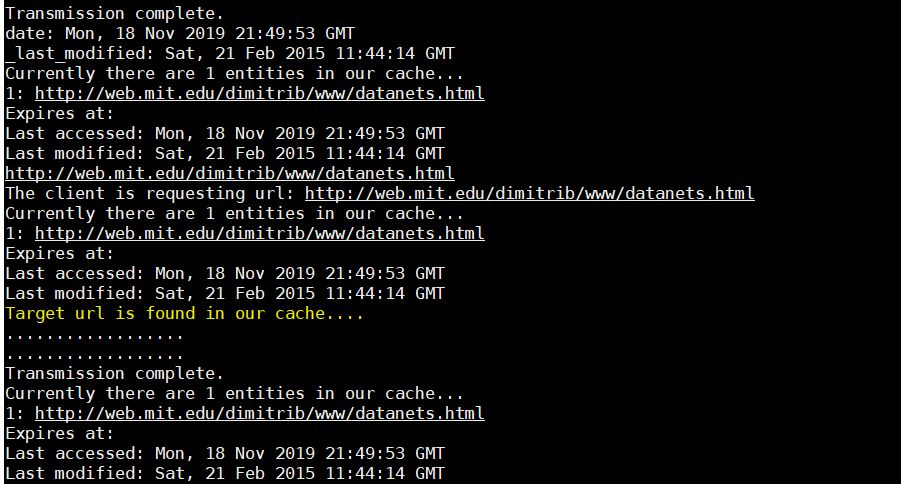 Transmission complete.
date: Mon, 18 Nov 2019 21:49:53 GMT
_last_modified: Sat, 21 Feb 2015 11:44:14 GMT
Currently there are 1 entities in our cache...
1: http://web.mit.edu/dimitrib/www/datanets.html
Expires at:
Last accessed: Mon, 18 Nov 2019 21:49:53 GMT
Last modified: Sat, 21 Feb 2015 11:44:14 GMT
http://web.mit.edu/dimitrib/www/datanets.html
The client is requesting url: http://web.mit.edu/dimitrib/www/datanets.html
Currently there are 1 entities in our cache...
1: http://web.mit.edu/dimitrib/www/datanets.html
Expires at:
Last accessed: Mon, 18 Nov 2019 21:49:53 GMT
Last modified: Sat, 21 Feb 2015 11:44:14 GMT
Target url is found in our cache....
..................
..................
Transmission complete.
Currently there are 1 entities in our cache...
1: http://web.mit.edu/dimitrib/www/datanets.html
Expires at:
Last accessed: Mon, 18 Nov 2019 21:49:53 GMT
Last modified: Sat, 21 Feb 2015 11:44:14 GMT